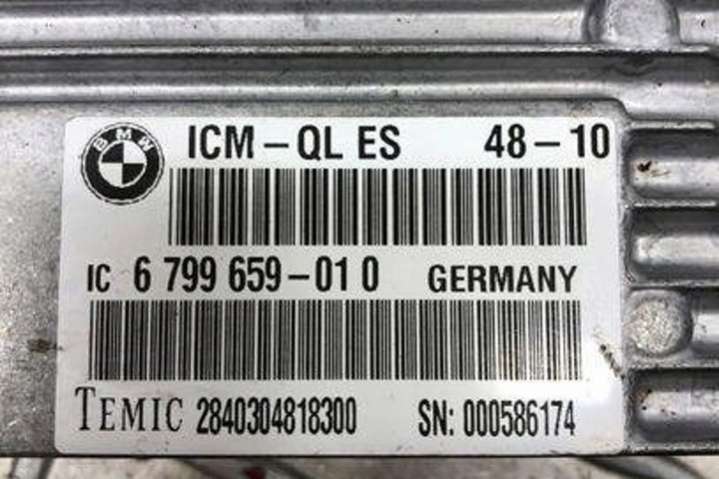 BMW
ICM-QL ES 48-10
IC 6 799 659-01 0 GERMANY
TEMIC 2840304818300 SN: 000586174